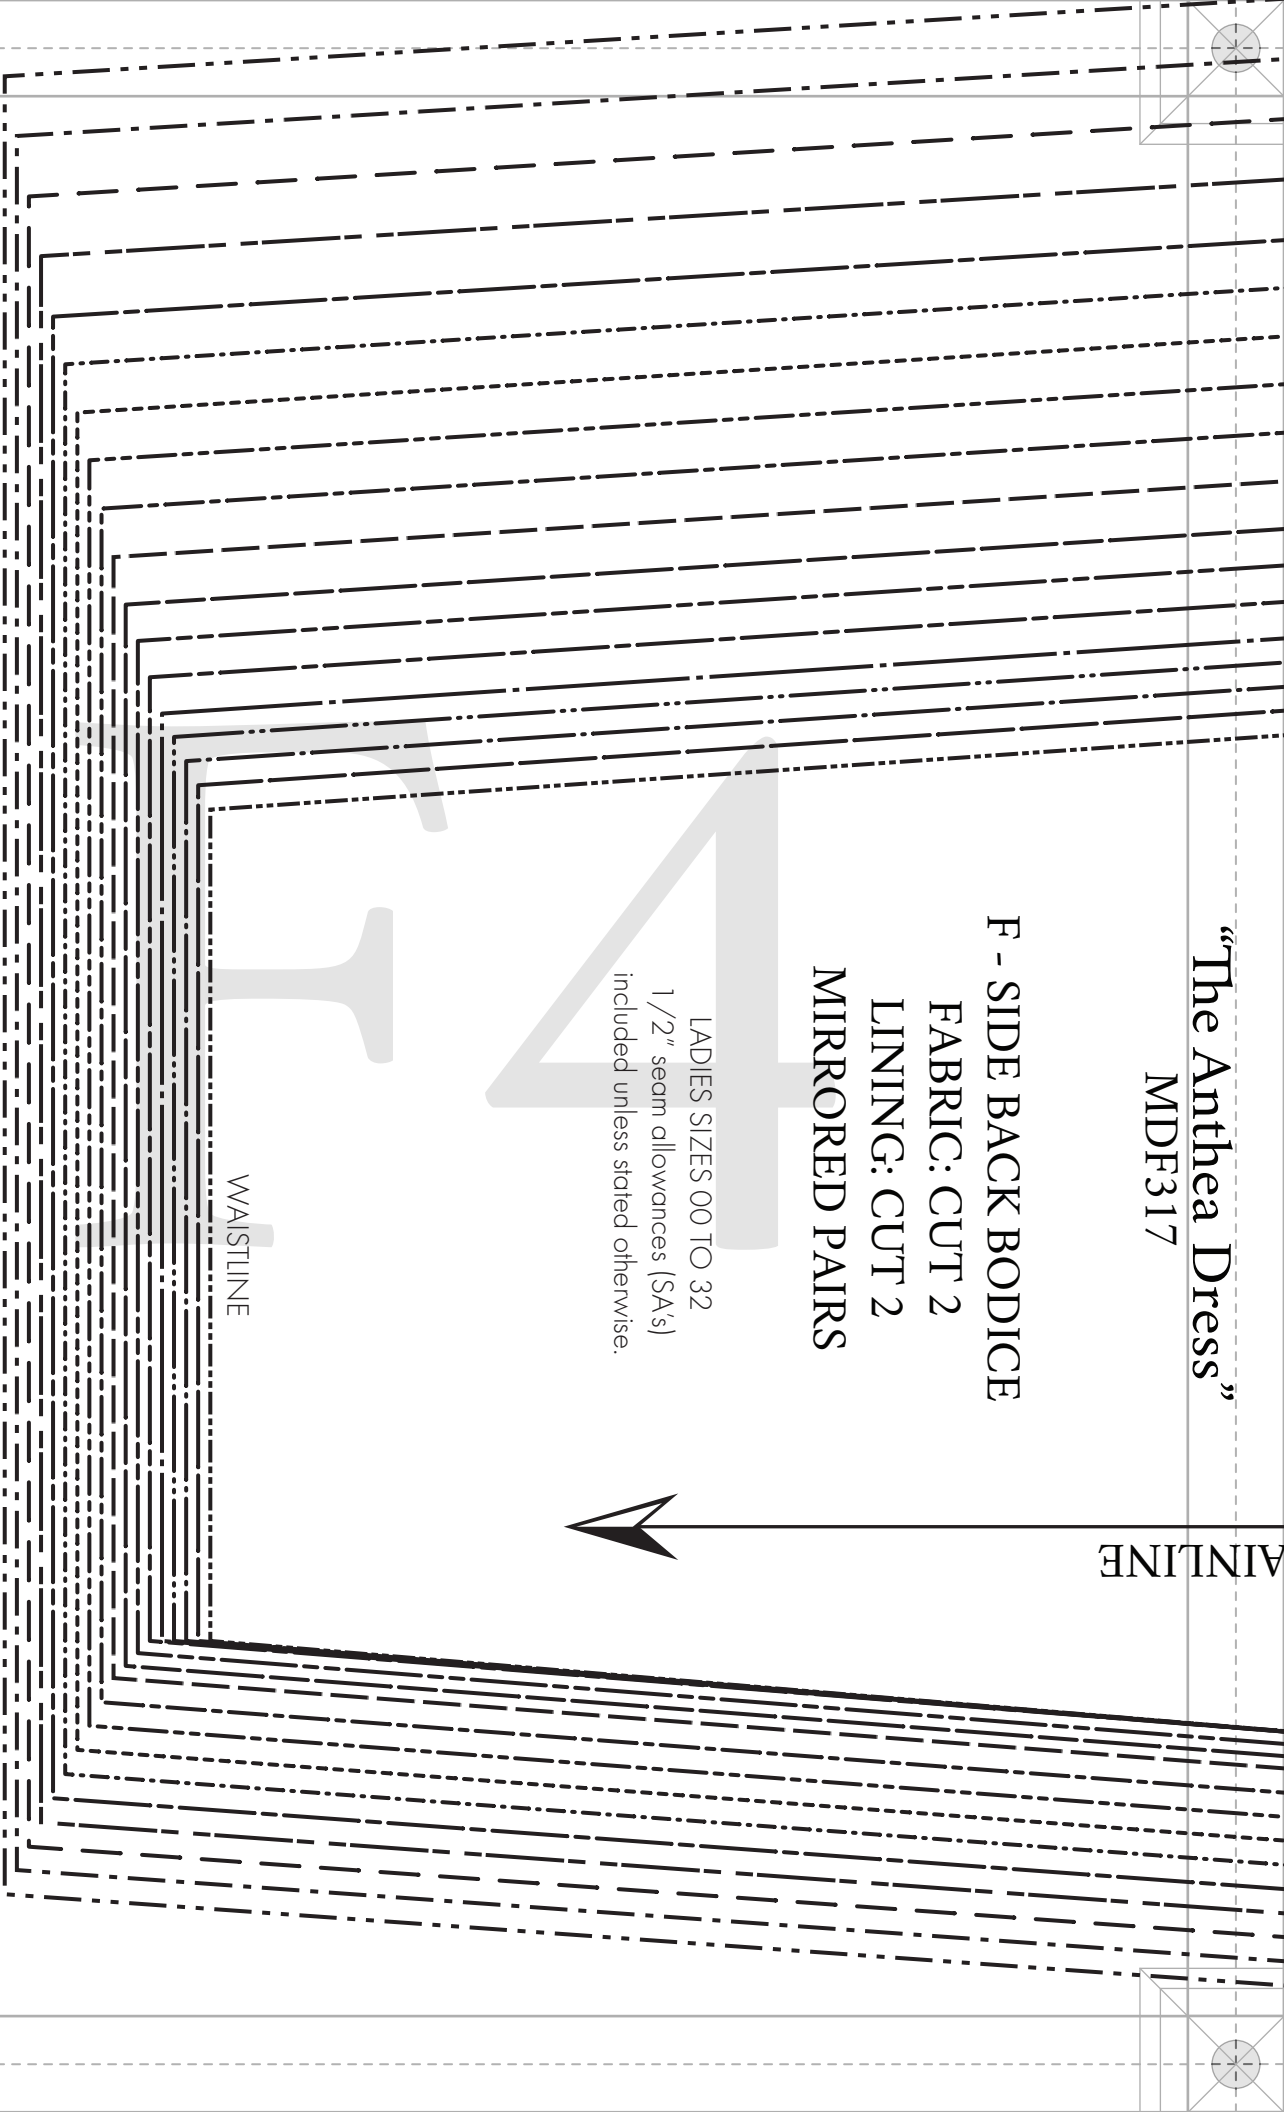 “The Anthea Dress”
MDF317
F - SIDE BACK BODICE
FABRIC: CUT 2
LINING: CUT 2
MIRRORED PAIRS
LADIES SIZES 00 TO 32
1/2" seam allowances (SA's)
included unless stated otherwise.
WAISTLINE
AINLINE
F4